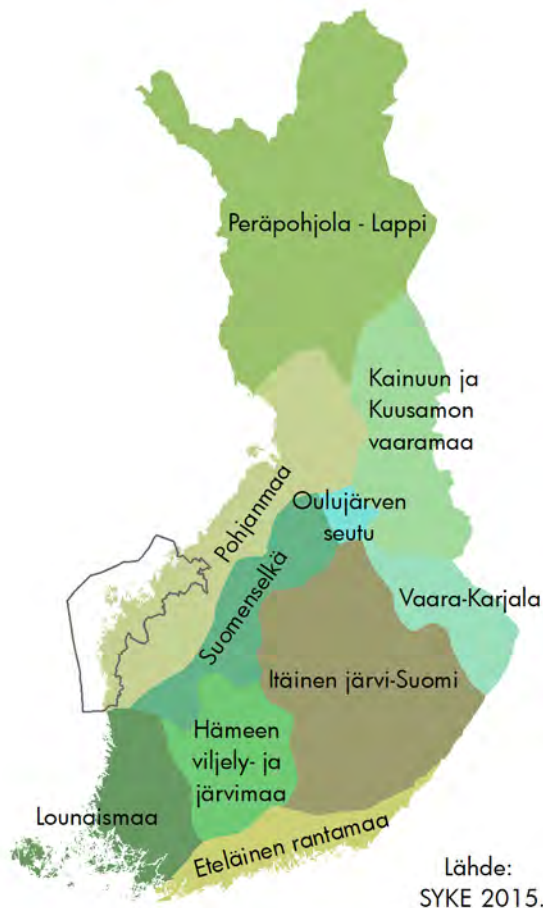 Peräpohjola - Lappi
Kainuun ja
Kuusamon
vaaramaa
Pohjanmaa
Oulujärven
seutu
Suomenselkä
Vaara-Karjala
Itäinen järvi-Suomi
Hämeen
viljely- ja
järvimaa
Lounaismaa
Eteläinen rantamaa
Lähde:
SYKE 2015.